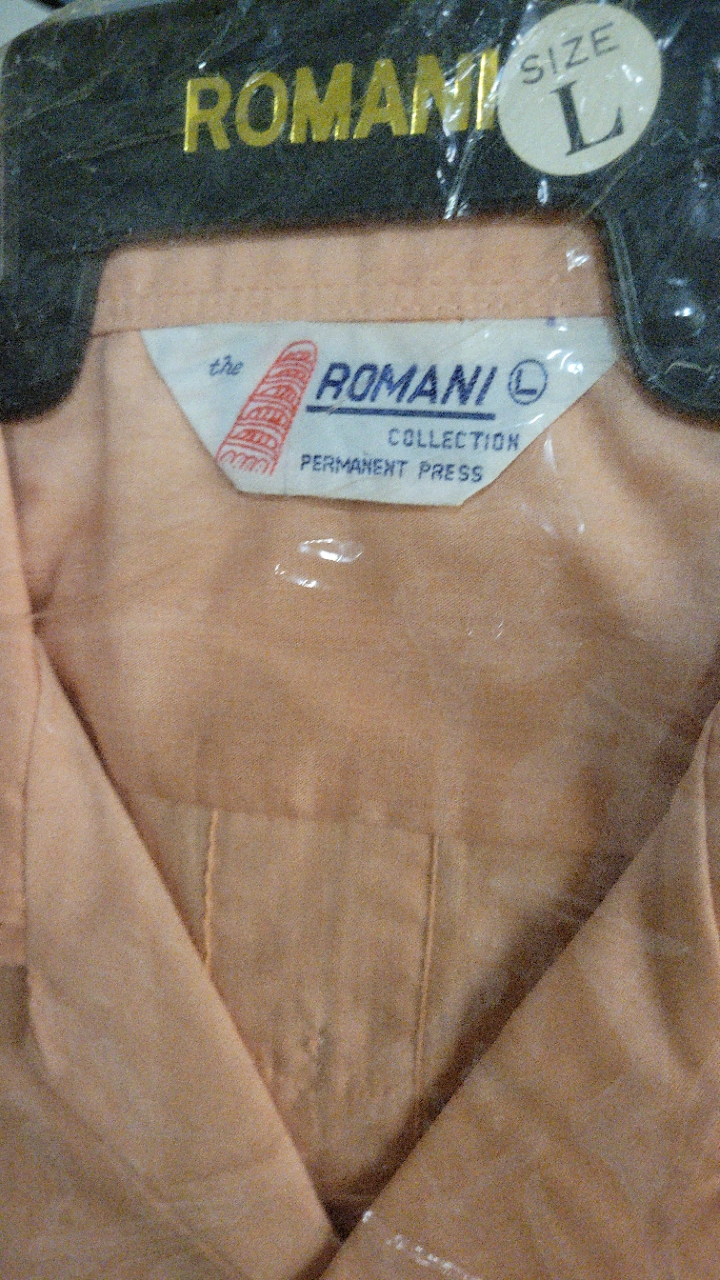 ROMANI
SIZE
L
the ROMANI L
COLLECTION
PERMANENT PRESS